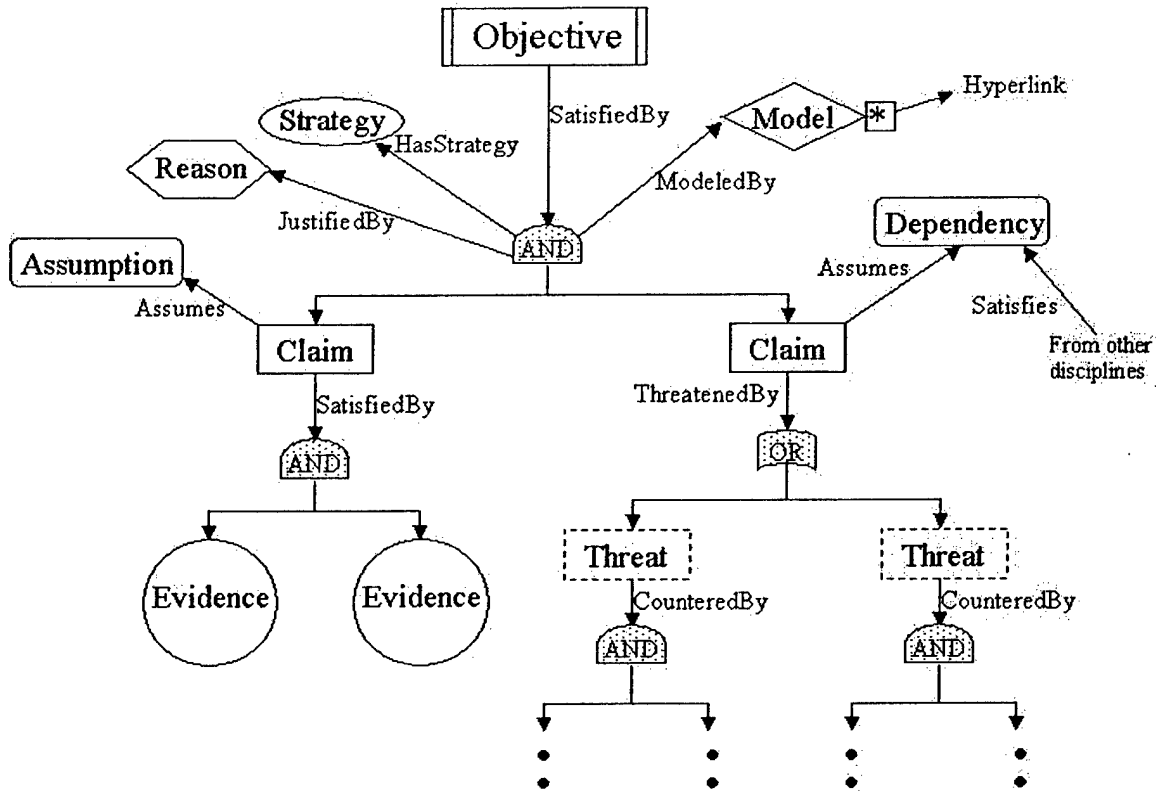 Objective
SatisfiedBy
Hyperlink
Strategy
Model
*
HasStrategy
Reason
ModeledBy
JustifiedBy
Dependency
AND
Assumption
Assumes
Assumes
Satisfies
Claim
Claim
From other
disciplines
ThreatenedBy
SatisfiedBy
AND
OR
Threat
Threat
Evidence
Evidence
CounteredBy
CounteredBy
AND
AND